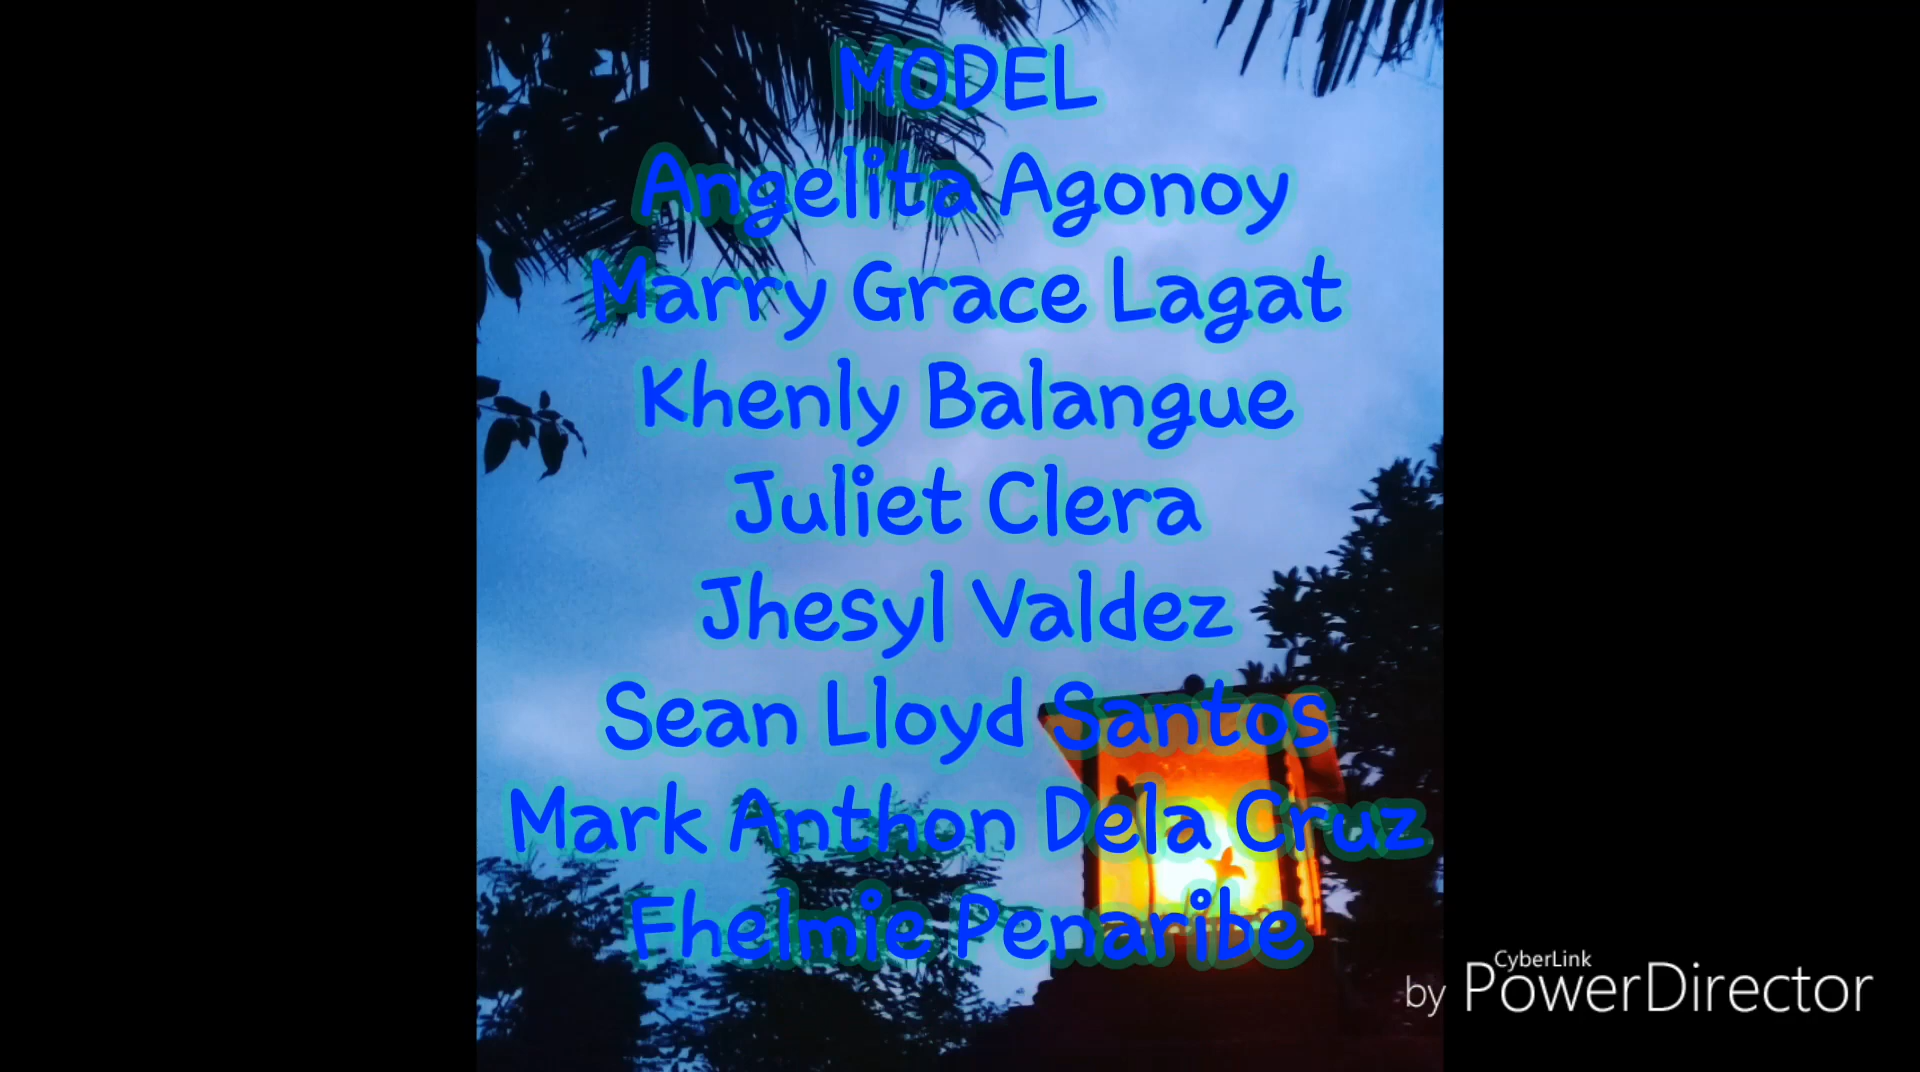 MODEL
Angelita Agonoy
Marry Grace Lagat
Khenly Balangue
Juliet Clera
Jhesyl Valdez
Sean Lloyd Santos
Mark Anthon Dela Cruz
Fhelmie Penaribe
by CyberLink PowerDirector